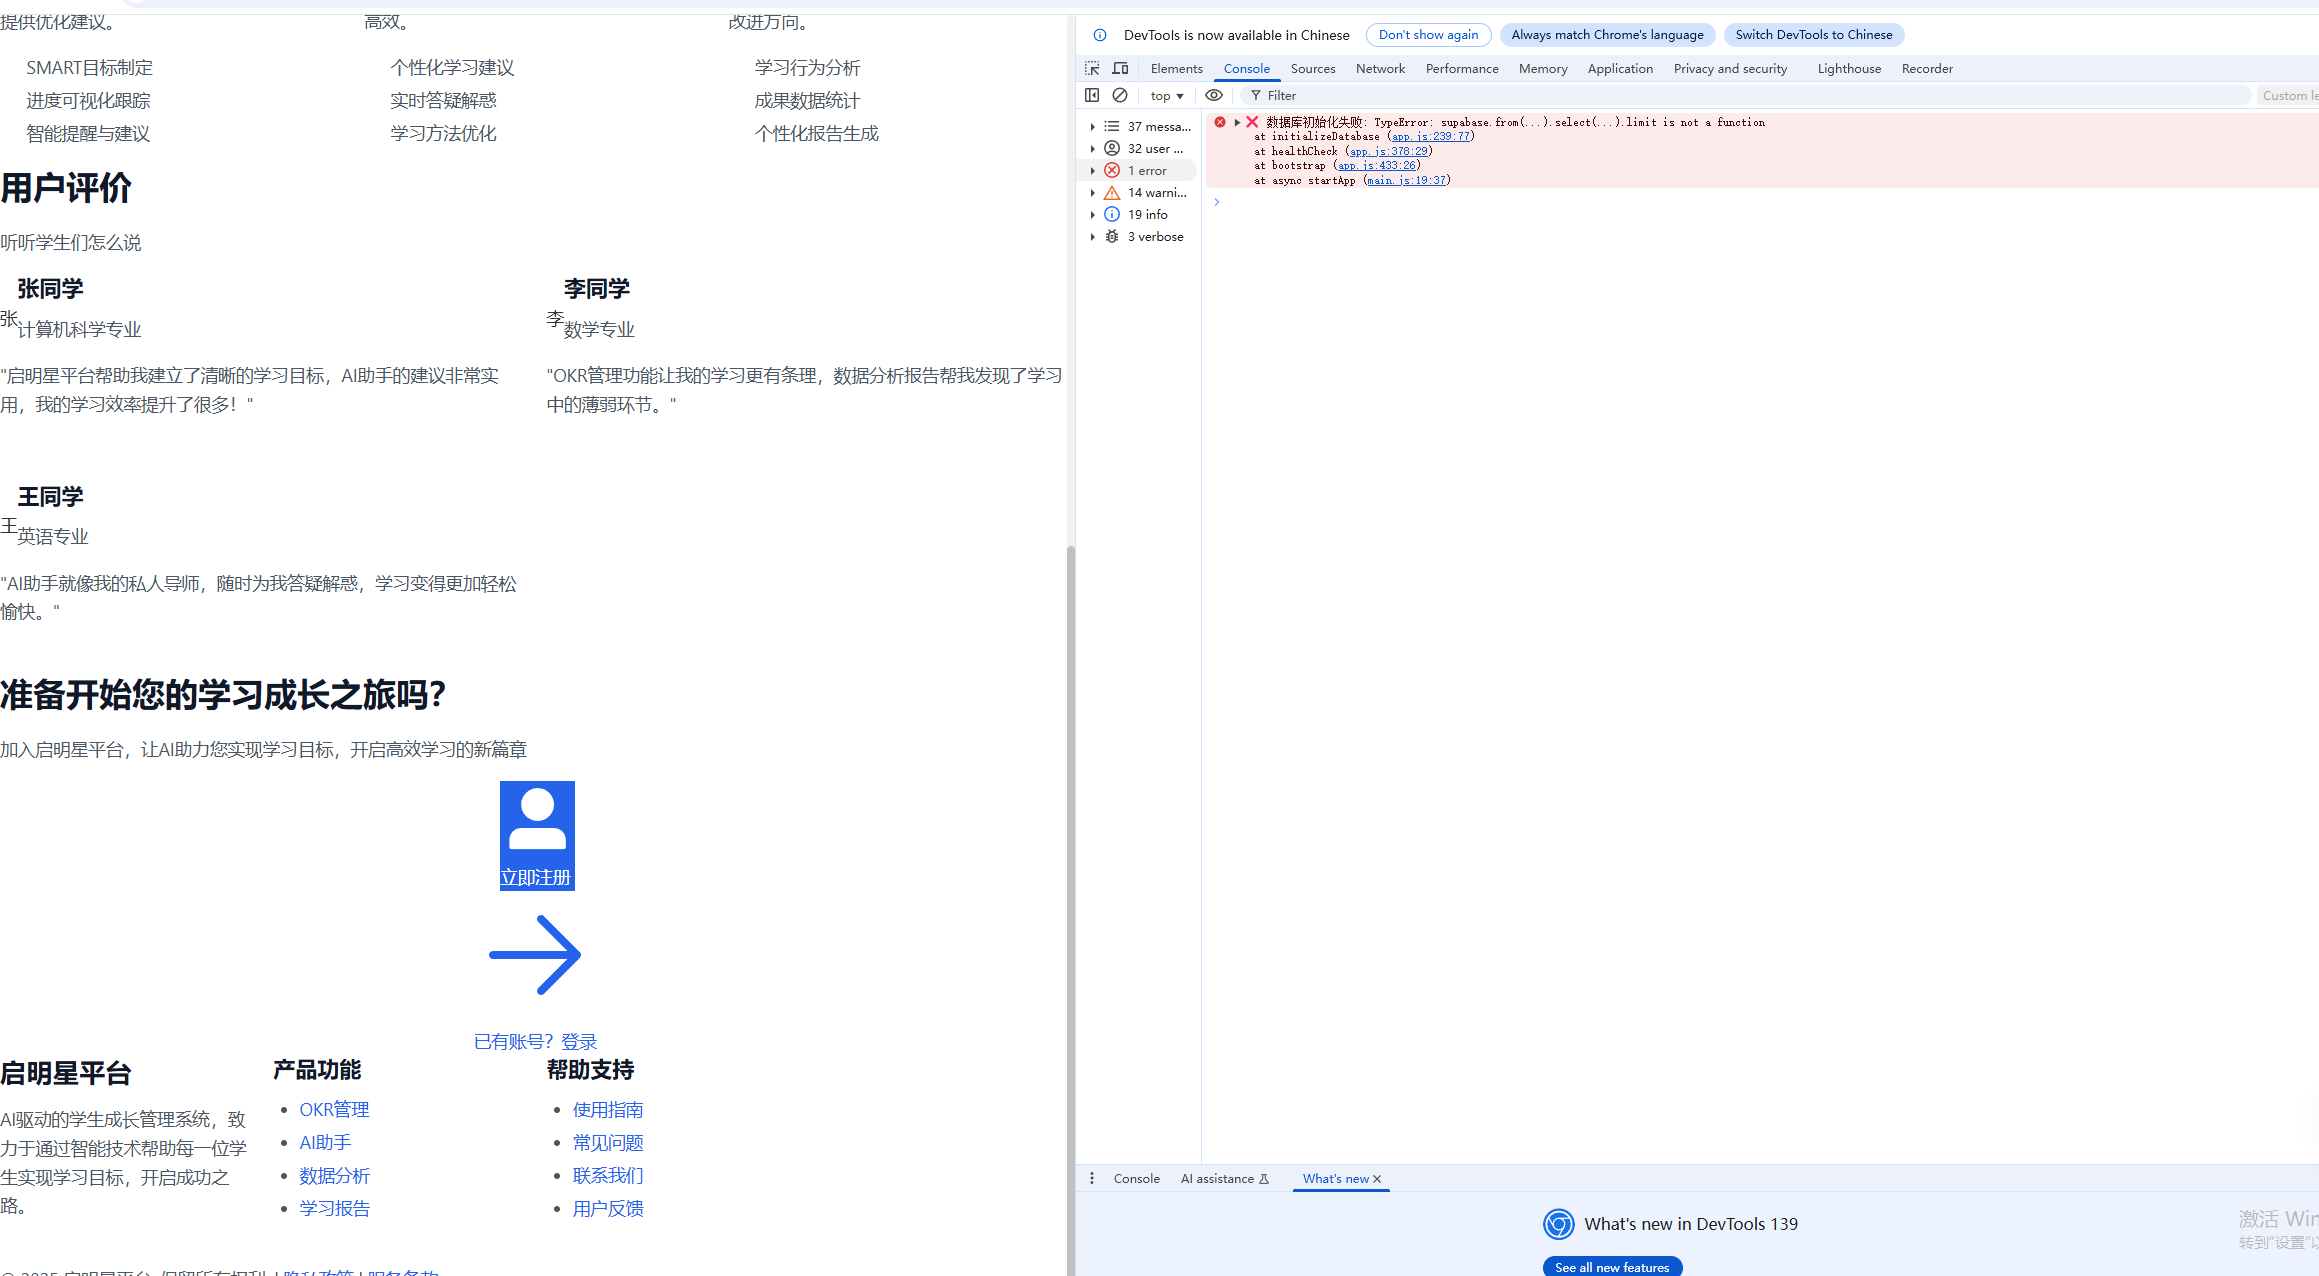 提供优化建议。
高效。
改进方向。
SMART目标制定
个性化学习建议
学习行为分析
进度可视化跟踪
实时答疑解惑
成果数据统计
智能提醒与建议
学习方法优化
个性化报告生成
用户评价
听听学生们怎么说
张同学
张
计算机科学专业
"启明星平台帮助我建立了清晰的学习目标，AI助手的建议非常实
用，我的学习效率提升了很多！"
李同学
李
数学专业
"OKR管理功能让我的学习更有条理，数据分析报告帮我发现了学习
中的薄弱环节。"
王同学
王
英语专业
"AI助手就像我的私人导师，随时为我答疑解惑，学习变得更加轻松
愉快。"
准备开始您的学习成长之旅吗？
加入启明星平台，让AI助力您实现学习目标，开启高效学习的新篇章
立即注册
已有账号？登录
启明星平台
AI驱动的学生成长管理系统，致
力于通过智能技术帮助每一位学
生实现学习目标，开启成功之
路。
产品功能
OKR管理
AI助手
数据分析
学习报告
帮助支持
使用指南
常见问题
联系我们
用户反馈
© 2025 启明星平台. 保留所有权利. | 隐私政策 | 服务条款
DevTools is now available in Chinese
Don't show again
Always match Chrome's language
Switch DevTools to Chinese
Elements
Console
Sources
Network
Performance
Memory
Application
Privacy and security
Lighthouse
Recorder
top
Filter
Custom le
37 messa...
32 user ...
1 error
14 warni...
19 info
3 verbose
数据库初始化失败: TypeError: supabase.from(...).select(...).limit is not a function
at initializeDatabase (app.js:239:77)
at healthCheck (app.js:378:29)
at bootstrap (app.js:433:26)
at async startApp (main.js:19:37)
Console
AI assistance
What's new
What's new in DevTools 139
See all new features
激活 Win
转到"设置"以